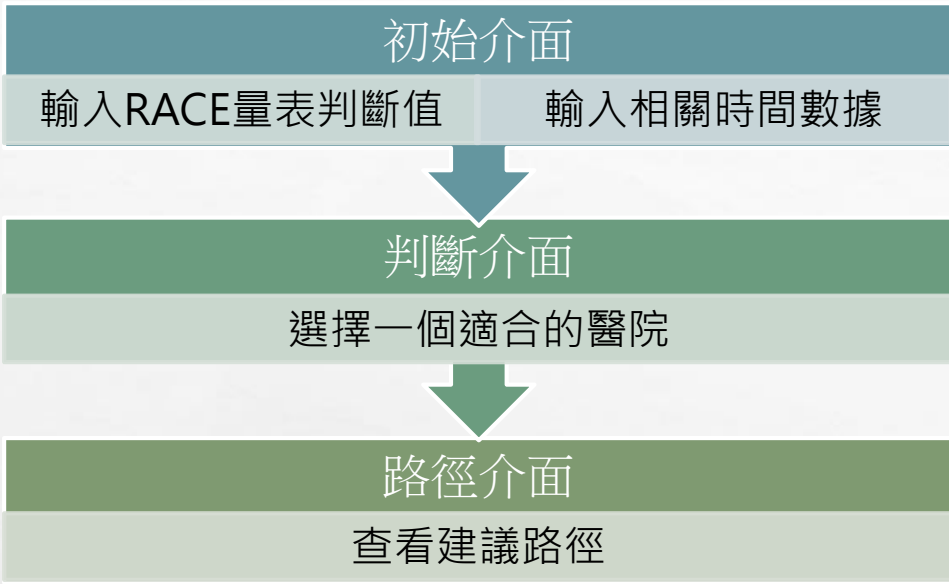 初始介面
輸入RACE量表判斷值
輸入相關時間數據
判斷介面
選擇一個適合的醫院
路徑介面
查看建議路徑